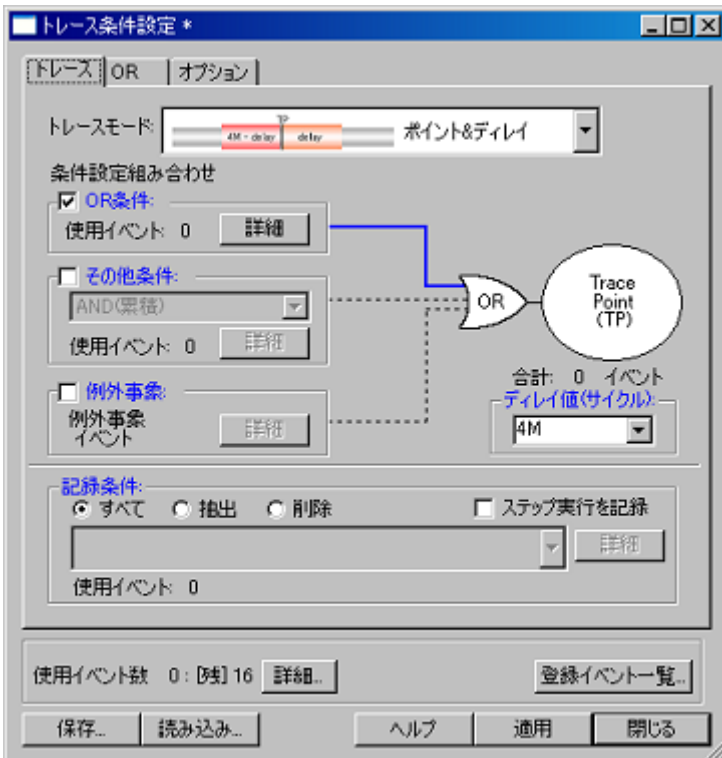 トレース条件設定 *
トレース OR オプション
TP
トレースモード: 4M - delay delay ポイント&ディレイ
条件設定組み合わせ
OR条件:
使用イベント: 0 詳細
その他条件:
AND(累積)
使用イベント: 0 詳細
例外事象:
例外事象
イベント 詳細
OR
Trace
Point
(TP)
合計: 0 イベント
ディレイ値(サイクル):
4M
記録条件:
すべて 抽出 削除 ステップ実行を記録
詳細
使用イベント: 0
使用イベント数 0 : [残] 16 詳細... 登録イベント一覧...
保存... 読み込み... ヘルプ 適用 閉じる